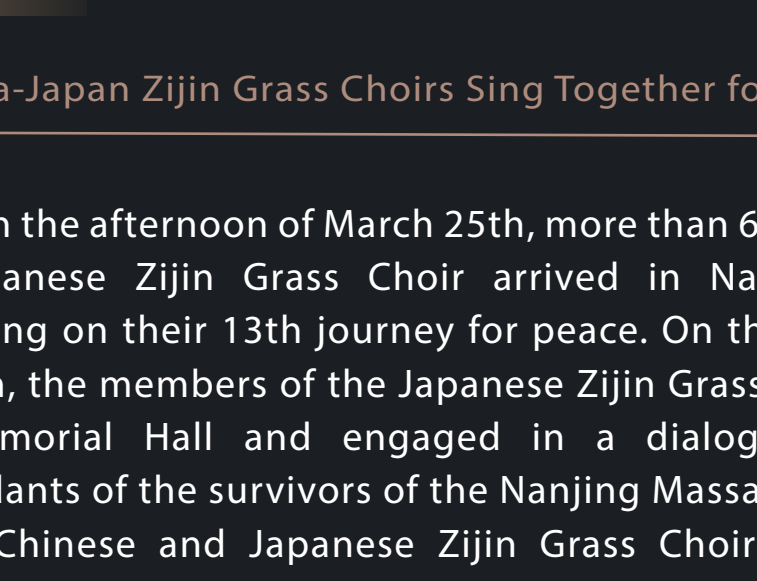 a-Japan Zijin Grass Choirs Sing Together fo
n the afternoon of March 25th, more than 6
anese Zijin Grass Choir arrived in Na
ng on their 13th journey for peace. On th
, the members of the Japanese Zijin Grass
morial Hall and engaged in a dialog
lants of the survivors of the Nanjing Massa
Chinese and Japanese Zijin Grass Choir